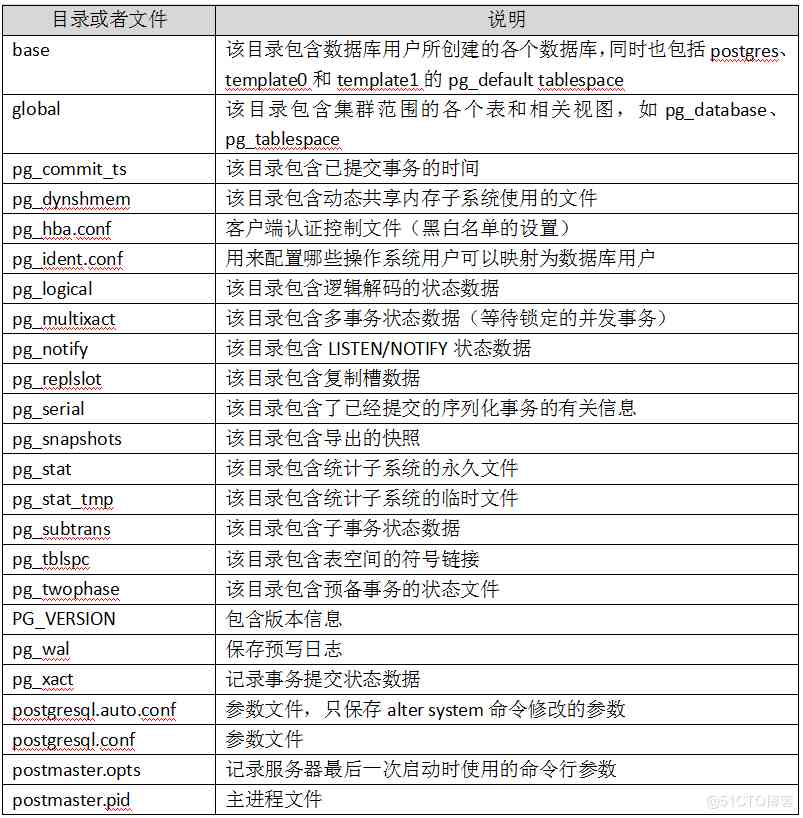 目录或者文件 说明
base 该目录包含数据库用户所创建的各个数据库，同时也包括 postgres、
template0 和 template1 的 pg_default tablespace
global 该目录包含集群范围的各个表和相关视图，如 pg_database、
pg_tablespace
pg_commit_ts 该目录包含已提交事务的时间
pg_dynshmem 该目录包含动态共享内存子系统使用的文件
pg_hba.conf 客户端认证控制文件（黑白名单的设置）
pg_ident.conf 用来配置哪些操作系统用户可以映射为数据库用户
pg_logical 该目录包含逻辑解码的状态数据
pg_multixact 该目录包含多事务状态数据（等待锁定的并发事务）
pg_notify 该目录包含 LISTEN/NOTIFY 状态数据
pg_replslot 该目录包含复制槽数据
pg_serial 该目录包含了已经提交的序列化事务的有关信息
pg_snapshots 该目录包含导出的快照
pg_stat 该目录包含统计子系统的永久文件
pg_stat_tmp 该目录包含统计子系统的临时文件
pg_subtrans 该目录包含子事务状态数据
pg_tblspc 该目录包含表空间的符号链接
pg_twophase 该目录包含预备事务的状态文件
PG_VERSION 包含版本信息
pg_wal 保存预写日志
pg_xact 记录事务提交状态数据
postgresql.auto.conf 参数文件，只保存 alter system 命令修改的参数
postgresql.conf 参数文件
postmaster.opts 记录服务器最后一次启动时使用的命令行参数
postmaster.pid 主进程文件
@51CTO博客